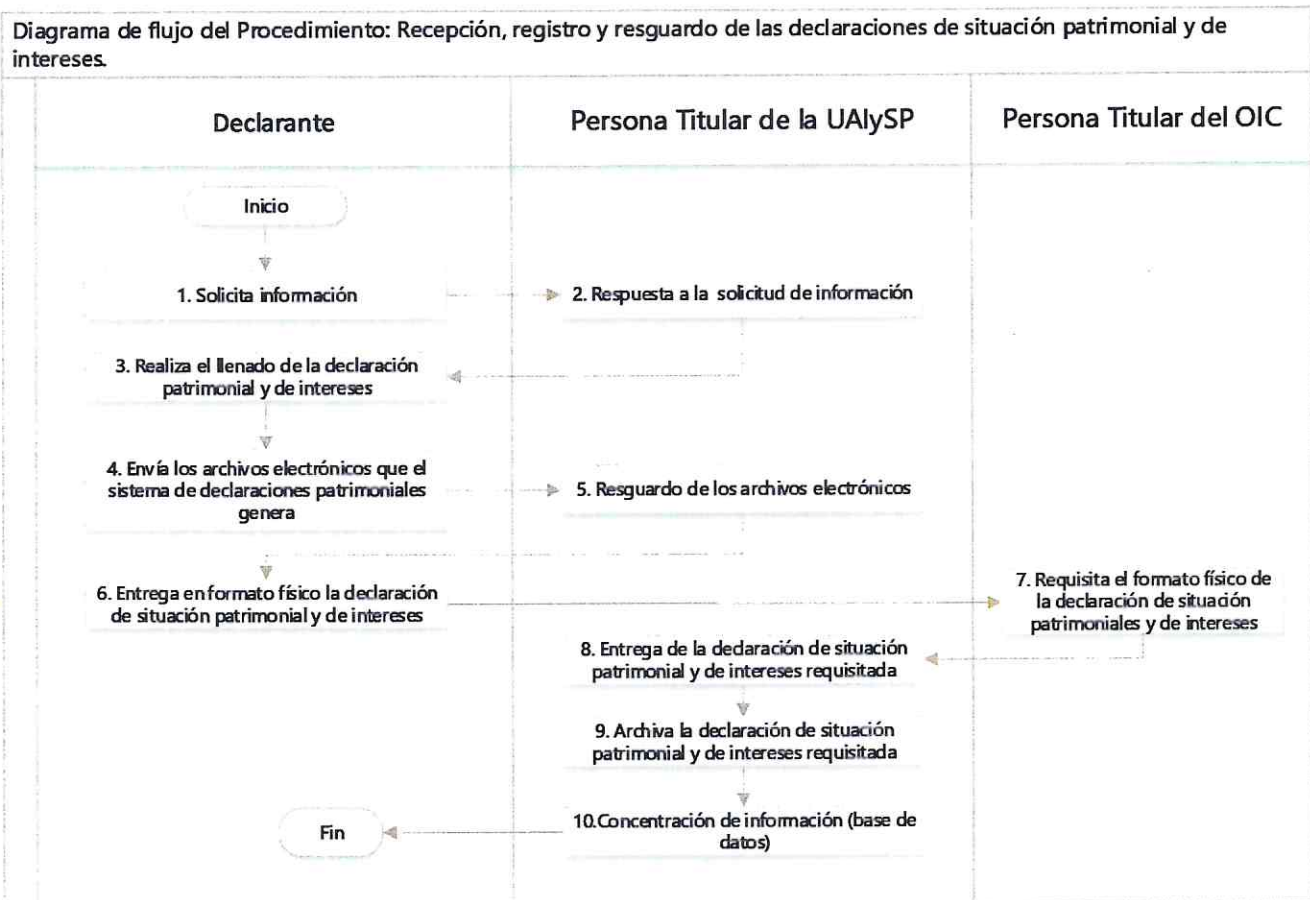 Diagrama de flujo del Procedimiento: Recepción, registro y resguardo de las declaraciones de situación patrimonial y de
intereses.
Declarante
Persona Titular de la UAIySP
Persona Titular del OIC
Inicio
1. Solicita información
2. Respuesta a la solicitud de información
3. Realiza el llenado de la declaración
patrimonial y de intereses
4. Envía los archivos electrónicos que el
sistema de declaraciones patrimoniales
genera
5. Resguardo de los archivos electrónicos
6. Entrega en formato físico la declaración
de situación patrimonial y de intereses
7. Requisita el formato físico de
la declaración de situación
patrimoniales y de intereses
8. Entrega de la declaración de situación
patrimonial y de intereses requisitada
9. Archiva la declaración de situación
patrimonial y de intereses requisitada
10.Concentración de información (base de
datos)
Fin